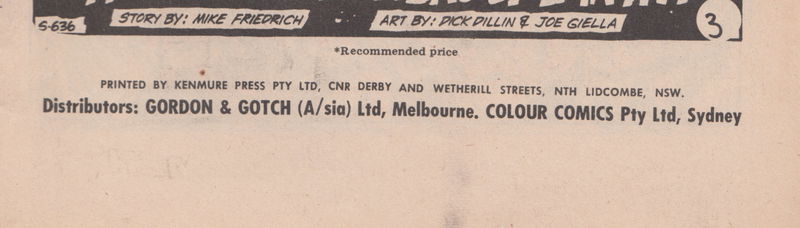 S-636 STORY BY: MIKE FRIEDRICH ART BY: DICK DILLIN & JOE GIELLA 3
*Recommended price
PRINTED BY KENMURE PRESS PTY LTD, CNR DERBY AND WETHERILL STREETS, NTH LIDCOMBE, NSW.
Distributors: GORDON & GOTCH (A/sia) Ltd, Melbourne. COLOUR COMICS Pty Ltd, Sydney